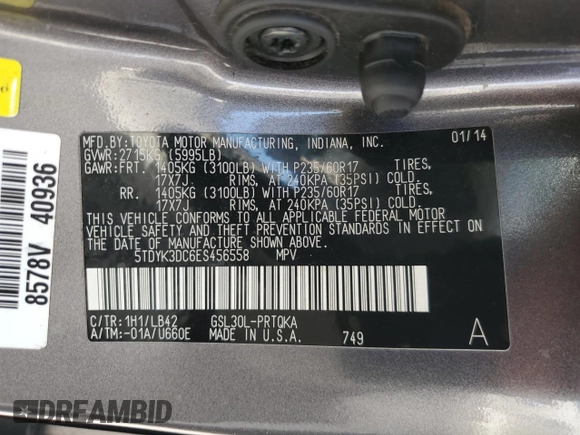 MFD.BY:TOYOTA MOTOR MANUFACTURING, INDIANA, INC. 01/14
GVWR:2715KG (5995LB)
GAWR:FRT. 1405KG (3100LB) WITH P235/60R17 TIRES,
17X7J RIMS, AT 240KPA (35PSI) COLD.
RR. 1405KG (3100LB) WITH P235/60R17 TIRES,
17X7J RIMS, AT 240KPA (35PSI) COLD.
THIS VEHICLE CONFORMS TO ALL APPLICABLE FEDERAL MOTOR
VEHICLE SAFETY AND THEFT PREVENTION STANDARDS IN EFFECT ON
THE DATE OF MANUFACTURE SHOWN ABOVE.
5TDYK3DC6ES456558 MPV
C/TR:1H1/LB42 GSL30L-PRTQKA
A/TM:-01A/U660E MADE IN U.S.A. 749 A
8578V 40936
DREAMBID